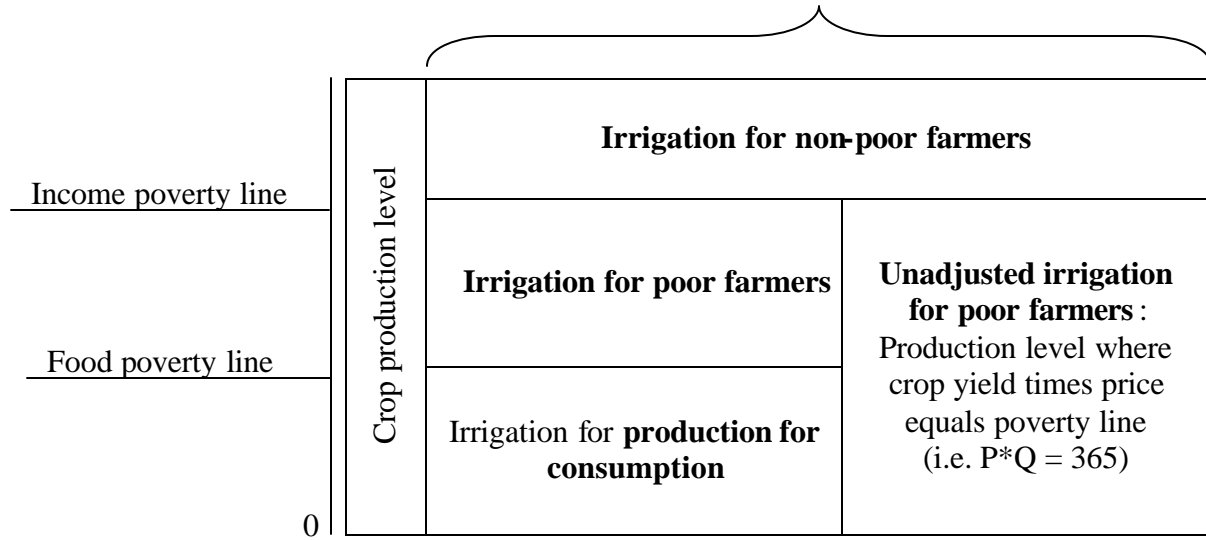 Irrigation for non-poor farmers
Income poverty line
Crop production level
Irrigation for poor farmers
Unadjusted irrigation
for poor farmers:
Production level where
crop yield times price
equals poverty line
(i.e. P*Q = 365)
Food poverty line
Irrigation for production for
consumption
0